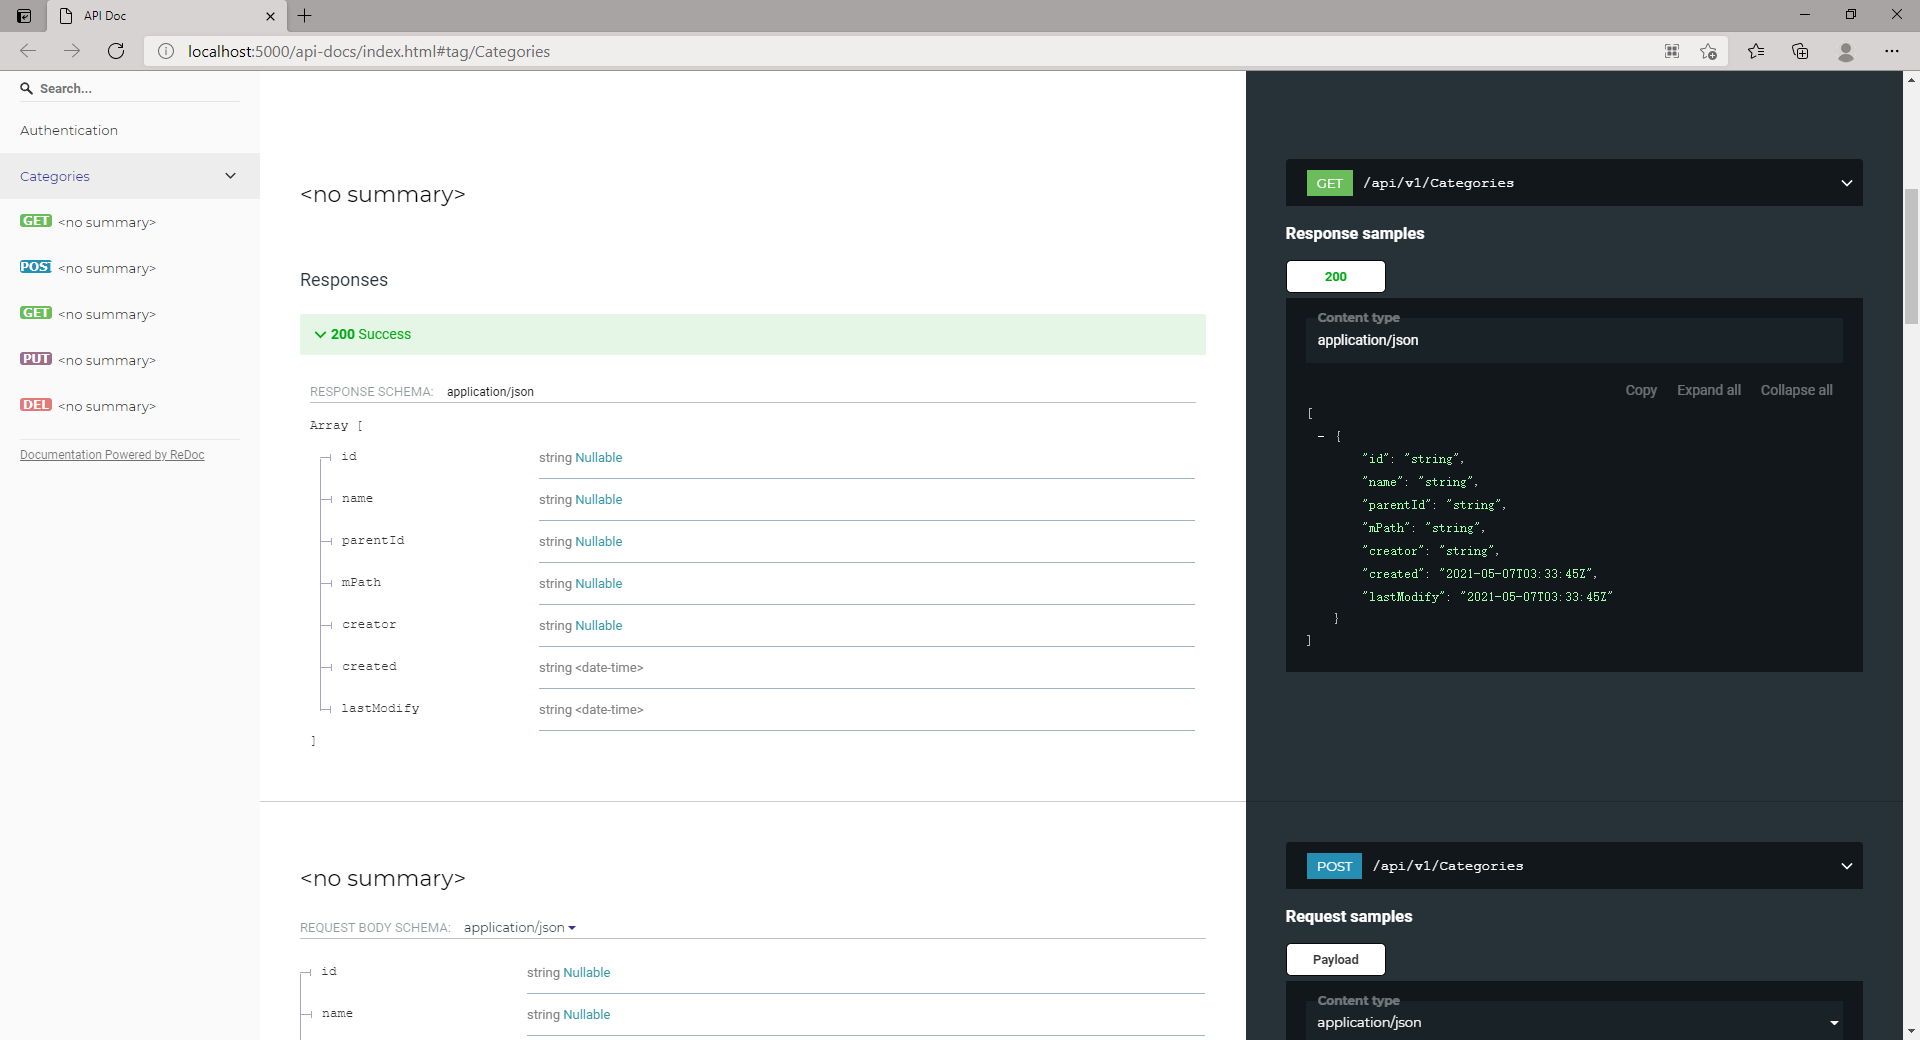 API Doc
localhost:5000/api-docs/index.html#tag/Categories
Search...
Authentication
Categories
GET <no summary>
POST <no summary>
GET <no summary>
PUT <no summary>
DEL <no summary>
Documentation Powered by ReDoc
<no summary>
Responses
200 Success
RESPONSE SCHEMA: application/json
Array [
id string Nullable
name string Nullable
parentId string Nullable
mPath string Nullable
creator string Nullable
created string <date-time>
lastModify string <date-time>
]
GET /api/v1/Categories
Response samples
200
Content type
application/json
Copy Expand all Collapse all
[
- {
"id": "string",
"name": "string",
"parentId": "string",
"mPath": "string",
"creator": "string",
"created": "2021-05-07T03:33:45Z",
"lastModify": "2021-05-07T03:33:45Z"
}
]
<no summary>
REQUEST BODY SCHEMA: application/json
id string Nullable
name string Nullable
POST /api/v1/Categories
Request samples
Payload
Content type
application/json